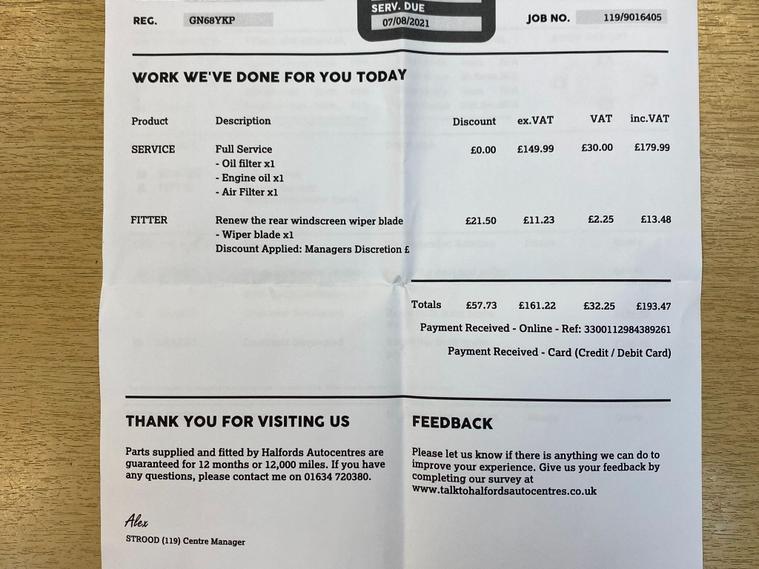 SERV. DUE
REG. GN68YKP 07/08/2021 JOB NO. 119/9016405
WORK WE'VE DONE FOR YOU TODAY
Product Description Discount ex.VAT VAT inc.VAT
SERVICE Full Service £0.00 £149.99 £30.00 £179.99
- Oil filter x1
- Engine oil x1
- Air Filter x1
FITTER Renew the rear windscreen wiper blade £21.50 £11.23 £2.25 £13.48
- Wiper blade x1
Discount Applied: Managers Discretion £
Totals £57.73 £161.22 £32.25 £193.47
Payment Received - Online - Ref: 3300112984389261
Payment Received - Card (Credit / Debit Card)
THANK YOU FOR VISITING US
Parts supplied and fitted by Halfords Autocentres are
guaranteed for 12 months or 12,000 miles. If you have
any questions, please contact me on 01634 720380.
Alex
STROOD (119) Centre Manager
FEEDBACK
Please let us know if there is anything we can do to
improve your experience. Give us your feedback by
completing our survey at
www.talktohalfordsautocentres.co.uk